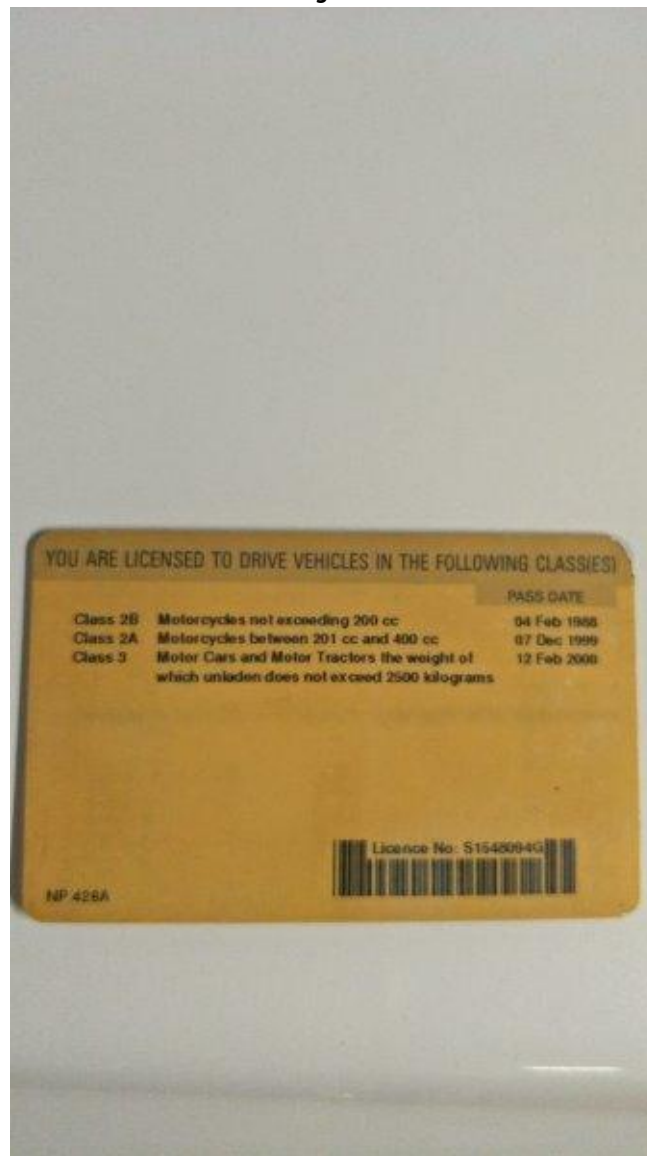 YOU ARE LICENSED TO DRIVE VEHICLES IN THE FOLLOWING CLASS(ES)
PASS DATE
Class 2B Motorcycles not exceeding 200 cc 04 Feb 1988
Class 2A Motorcycles between 201 cc and 400 cc 07 Dec 1999
Class 3 Motor Cars and Motor Tractors the weight of 12 Feb 2000
which unladen does not exceed 2500 kilograms
Licence No: S1548094G
NP 428A